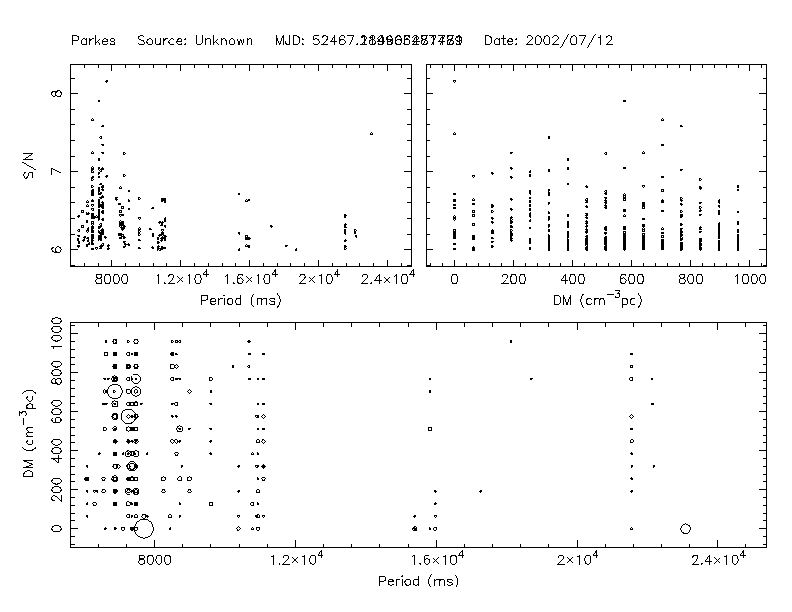 Parkes Source: Unknown MJD: Date: 2002/07/12
S/N
8
7
6
8000 1.2×10⁴ 1.6×10⁴ 2×10⁴ 2.4×10⁴
Period (ms)
0 200 400 600 800 1000
DM (cm⁻³pc)
DM (cm⁻³pc)
1000
800
600
400
200
0
8000 1.2×10⁴ 1.6×10⁴ 2×10⁴ 2.4×10⁴
Period (ms)